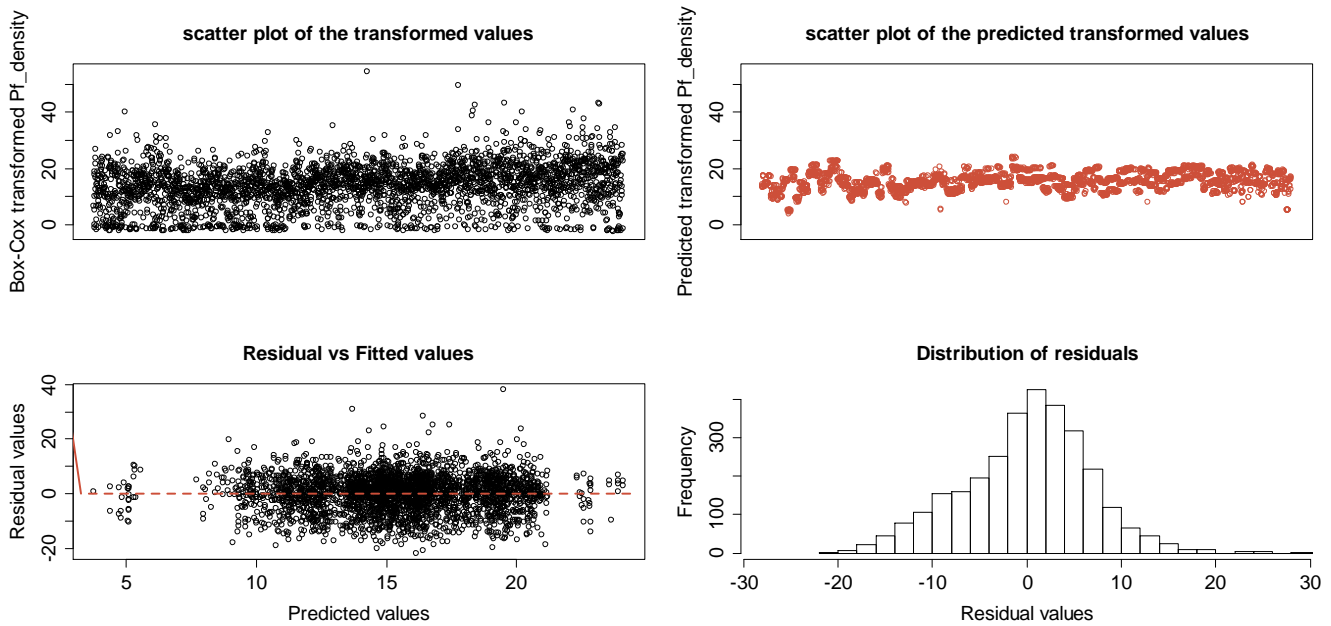 scatter plot of the transformed values
Box-Cox transformed Pf_density
40
20
0
scatter plot of the predicted transformed values
Predicted transformed Pf_density
40
20
0
Residual vs Fitted values
Residual values
40
20
0
-20
5
10
15
20
Predicted values
Distribution of residuals
Frequency
300
100
0
-30
-10
0
10
20
30
Residual values